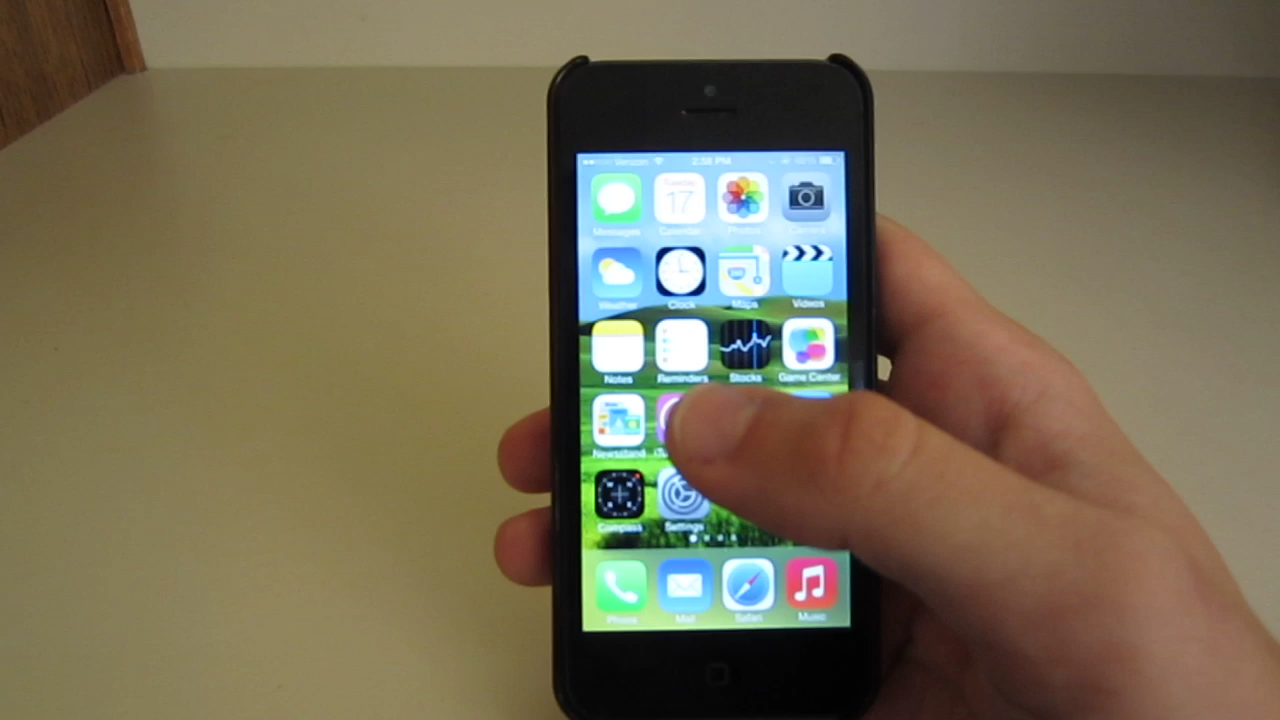 Verizon 2:58 PM
Tuesday
17
Messages Calendar Photos Camera
Weather Clock Maps Videos
Notes Reminders Stocks Game Center
Newsstand
Compass Settings
Phone Mail Safari Music